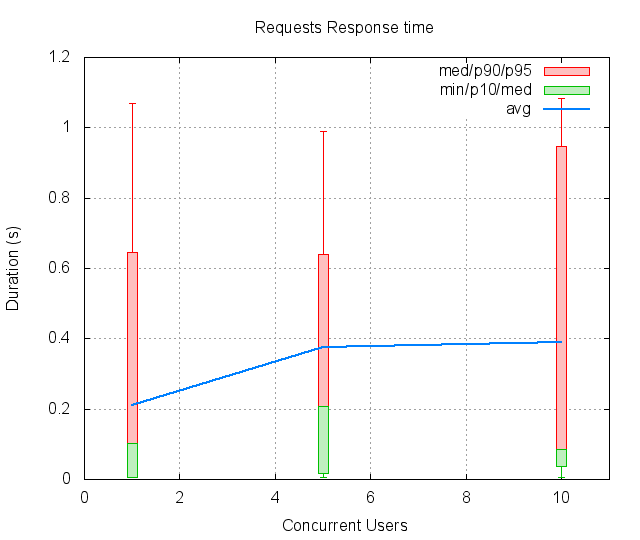 Requests Response time
1.2
1
0.8
0.6
0.4
0.2
0
Duration (s)
med/p90/p95
min/p10/med
avg
0 2 4 6 8 10
Concurrent Users